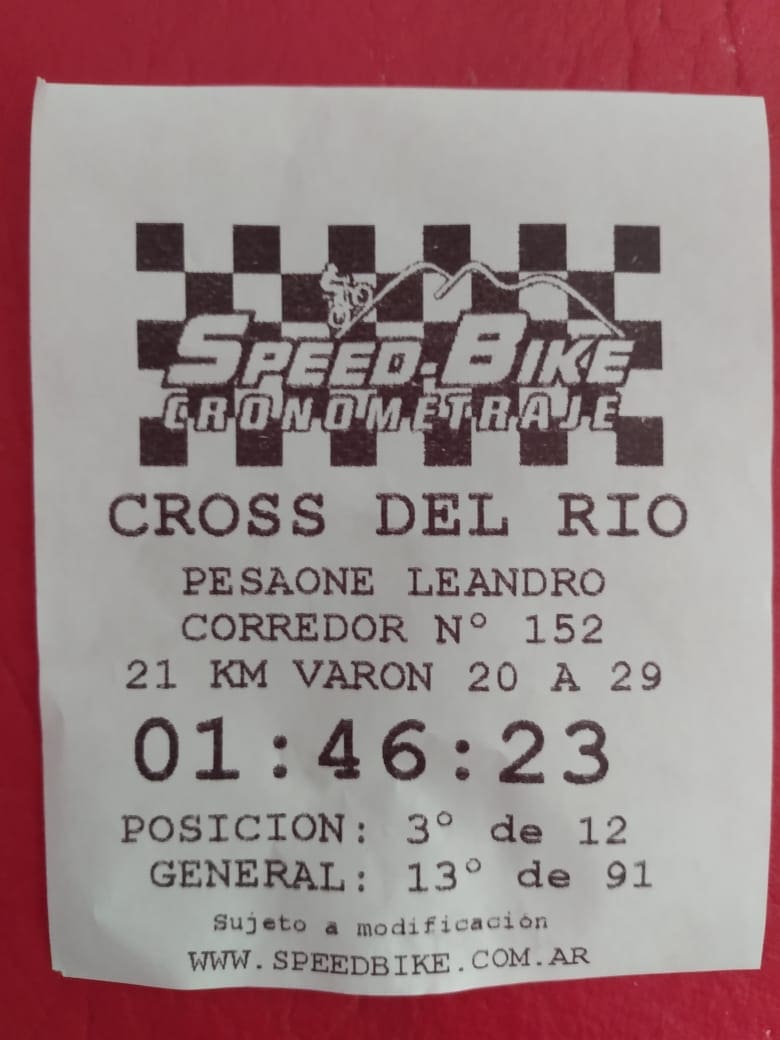 SPEED-BIKE
CRONOMETRAJE
CROSS DEL RIO
PESAONE LEANDRO
CORREDOR N° 152
21 KM VARON 20 A 29
01:46:23
POSICION: 3° de 12
GENERAL: 13° de 91
Sujeto a modificación
WWW.SPEEDBIKE.COM.AR